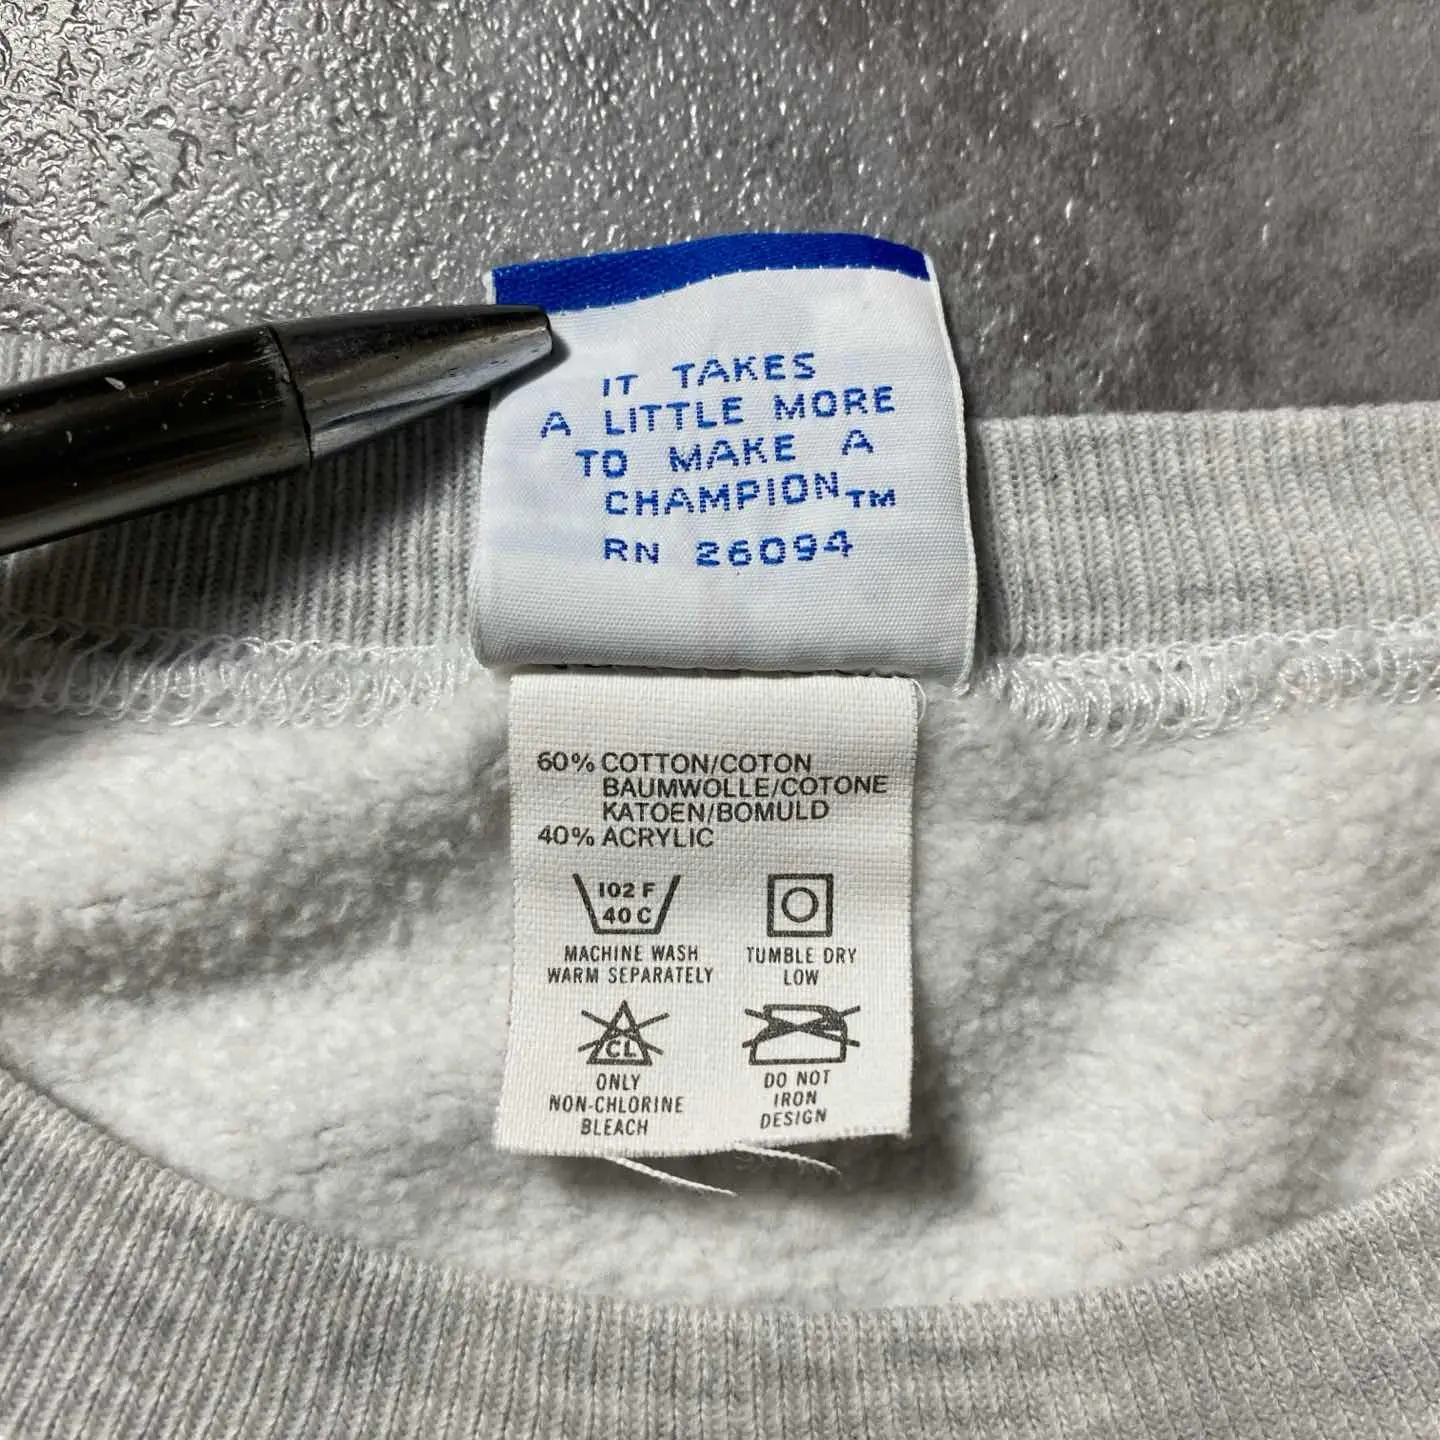 IT TAKES
A LITTLE MORE
TO MAKE A
CHAMPION™
RN 26094
60% COTTON/COTON
BAUMWOLLE/COTONE
KATOEN/BOMULD
40% ACRYLIC
102 F
40 C
MACHINE WASH
WARM SEPARATELY
TUMBLE DRY
LOW
CL
ONLY
NON-CHLORINE
BLEACH
DO NOT
IRON
DESIGN